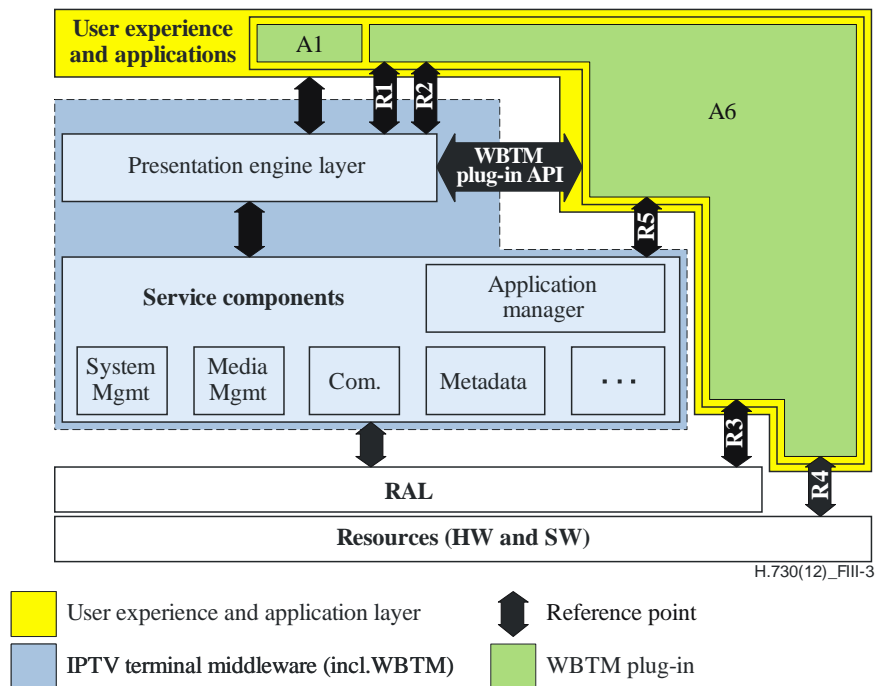 User experience
and applications
A1
A6
R1
R2
Presentation engine layer
WBTM
plug-in API
R5
Service components
Application
manager
System
Mgmt
Media
Mgmt
Com.
Metadata
. . .
R3
RAL
R4
Resources (HW and SW)
H.730(12)_FIII-3
User experience and application layer
Reference point
IPTV terminal middleware (incl.WBTM)
WBTM plug-in